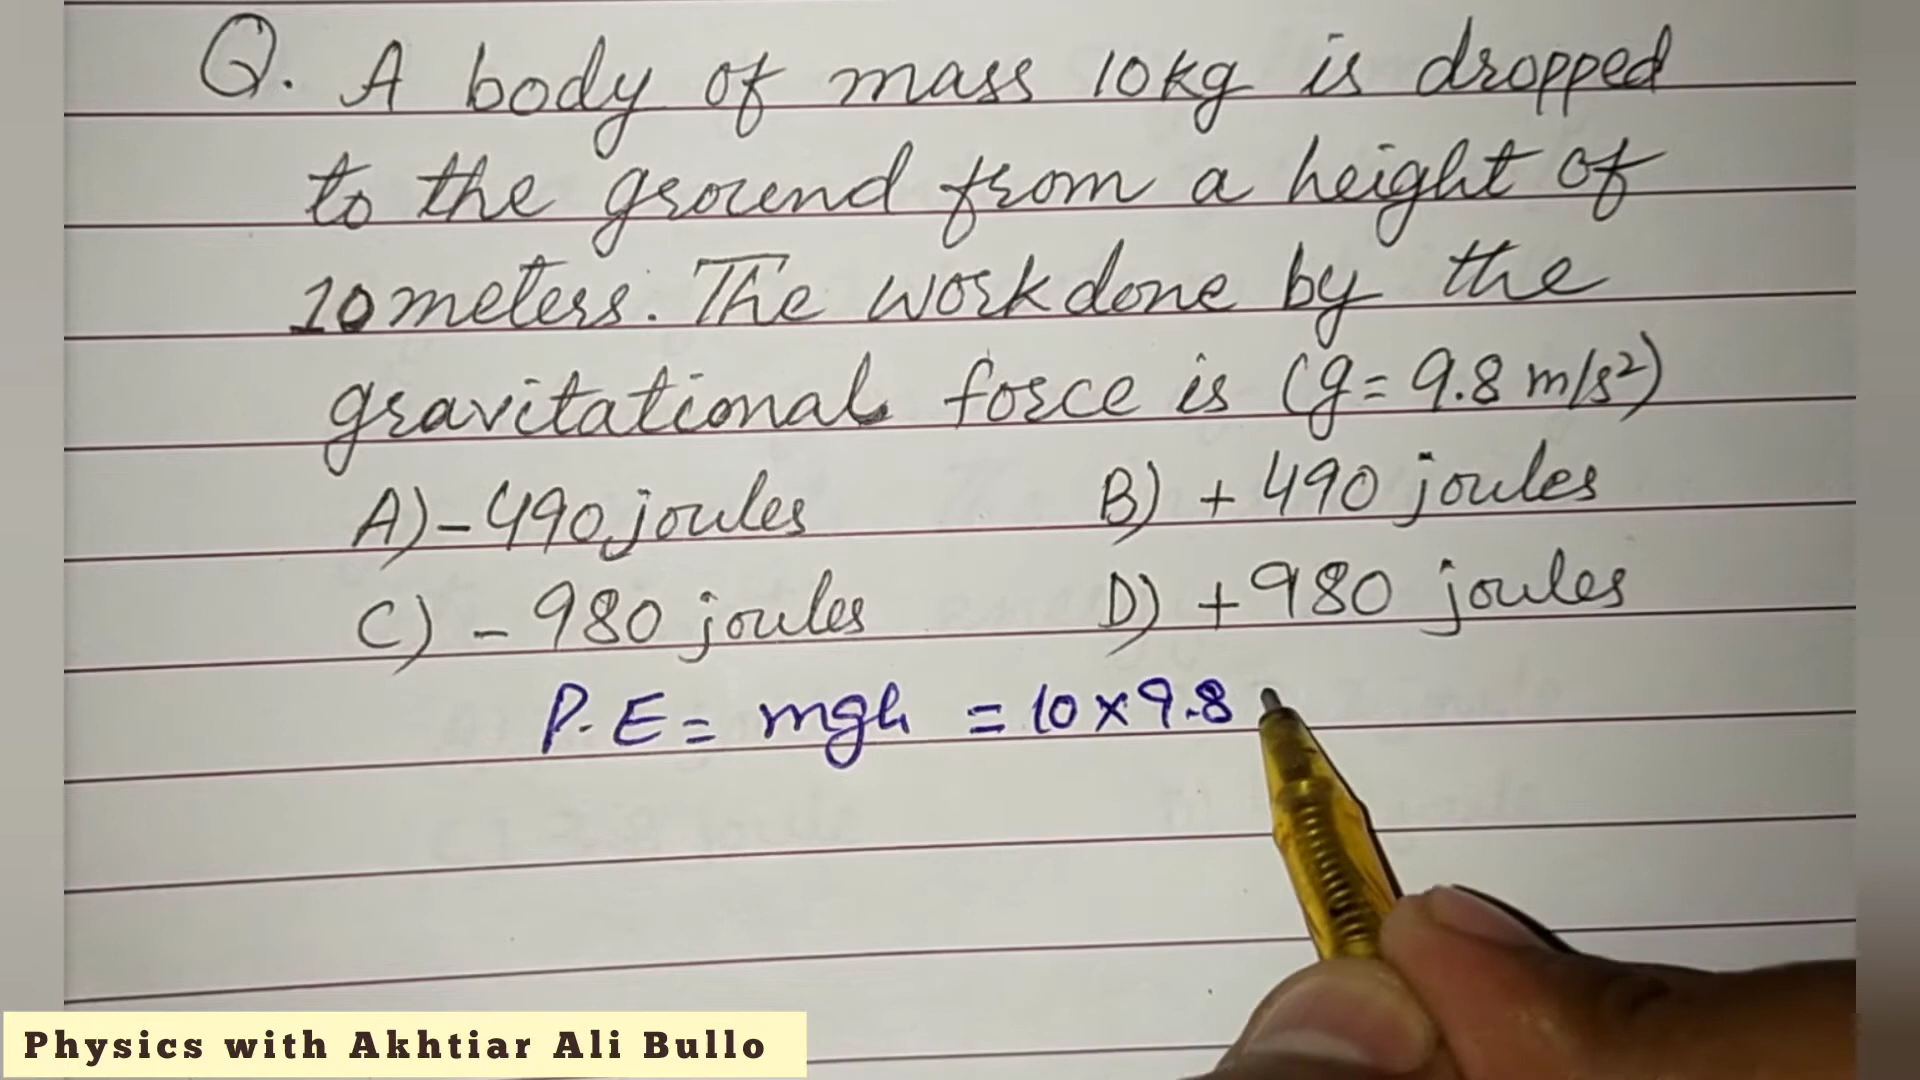 Q. A body of mass 10kg is dropped
to the ground from a height of
10 meters. The work done by the
gravitational force is (g = 9.8 m/s²)
A) - 490 joules B) + 490 joules
C) - 980 joules D) + 980 joules
P.E = mgh = 10 × 9.8
Physics with Akhtiar Ali Bullo